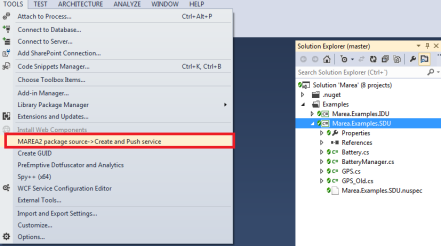 TOOLS TEST ARCHITECTURE ANALYZE WINDOW HELP
Attach to Process... Ctrl+Alt+P
Connect to Database...
Connect to Server...
Add SharePoint Connection...
Code Snippets Manager... Ctrl+K, Ctrl+B
Choose Toolbox Items...
Add-in Manager...
Library Package Manager
Extensions and Updates...
Install Web Components
MAREA2 package source->Create and Push service
Create GUID
PreEmptive Dotfuscator and Analytics
Spy++ (x64)
WCF Service Configuration Editor
External Tools...
Import and Export Settings...
Customize...
Options...
Solution Explorer (master)
Search Solution Explorer (Ctrl+´)
Solution 'Marea' (8 projects)
.nuget
Examples
Marea.Examples.IDU
Marea.Examples.SDU
Properties
References
Battery.cs
BatteryManager.cs
GPS.cs
GPS_Old.cs
Marea.Examples.SDU.nuspec